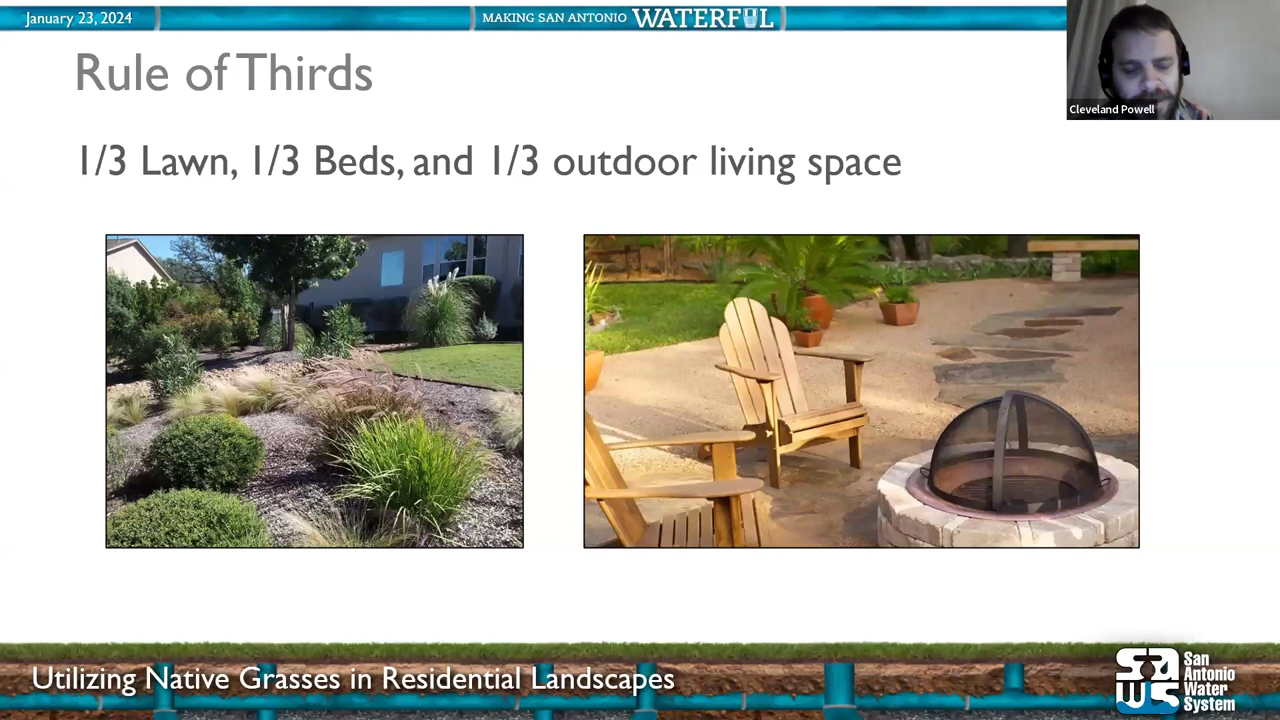 January 23, 2024
MAKING SAN ANTONIO WATERFUL
Cleveland Powell
Rule of Thirds
1/3 Lawn, 1/3 Beds, and 1/3 outdoor living space
Utilizing Native Grasses in Residential Landscapes
SAWS
San
Antonio
Water
System